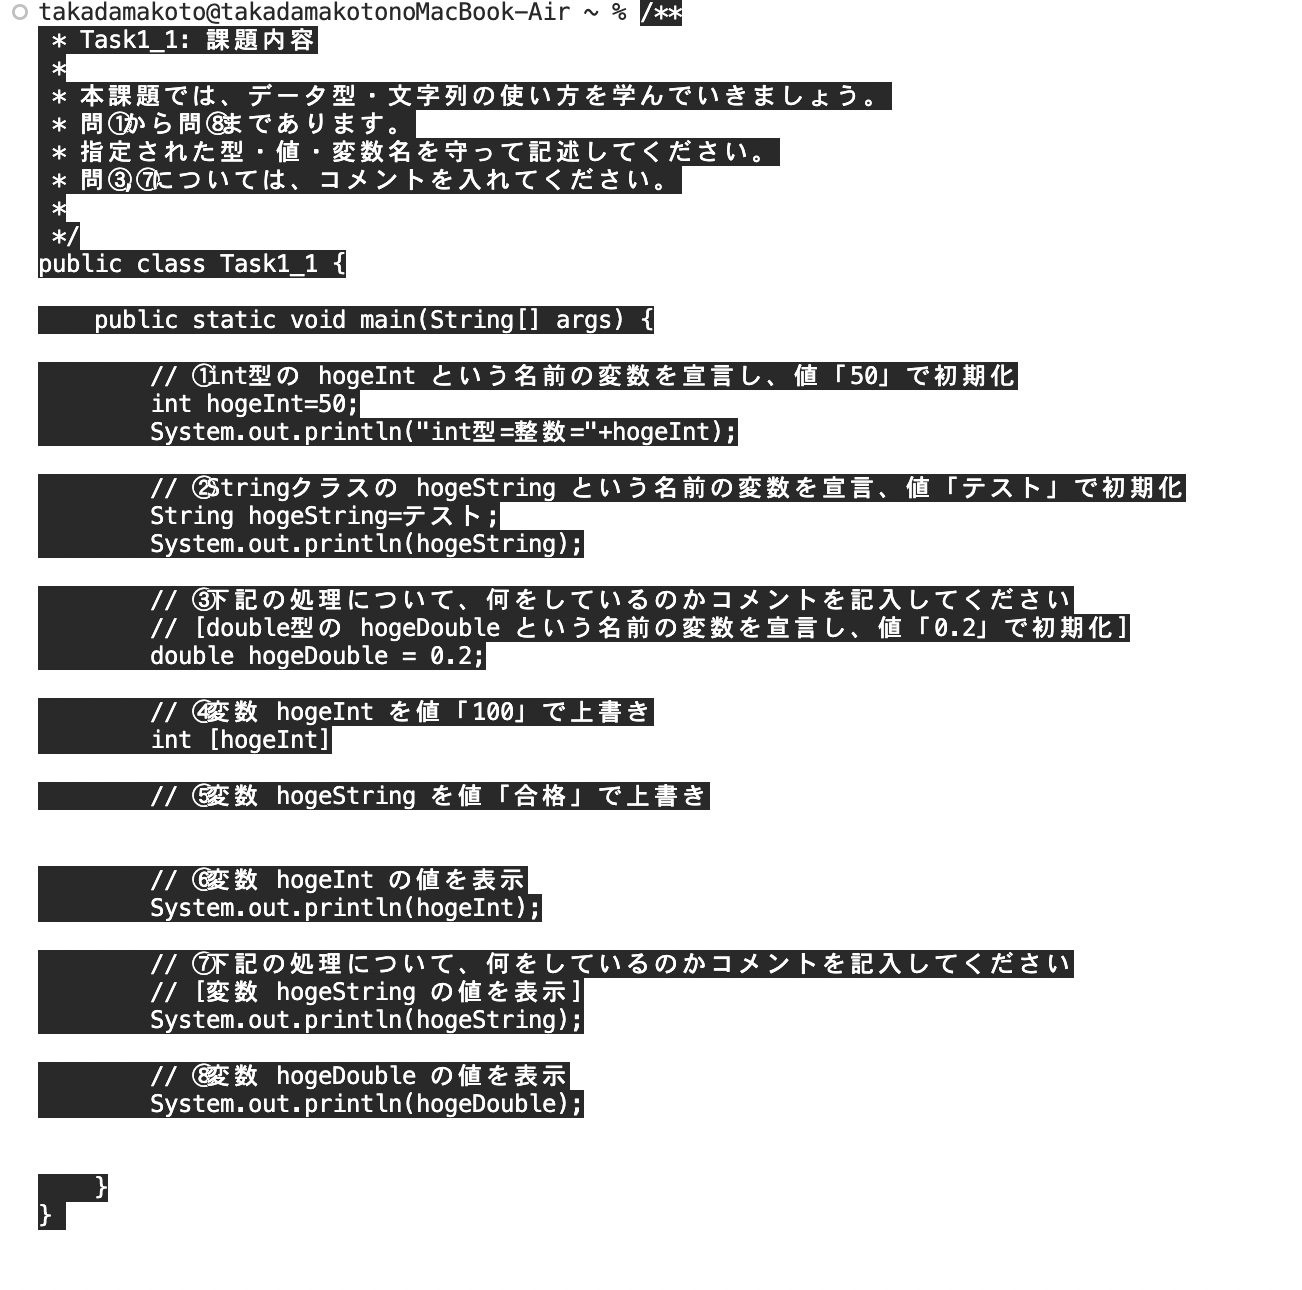 takadamakoto@takadamakotonoMacBook-Air ~ % /**
 * Task1_1: 課題内容
 *
 * 本課題では、データ型・文字列の使い方を学んでいきましょう。
 * 問①から問⑧まであります。
 * 指定された型・値・変数名を守って記述してください。
 * 問③,⑦については、コメントを入れてください。
 *
 */
public class Task1_1 {
    public static void main(String[] args) {
        // ①int型の hogeInt という名前の変数を宣言し、値「50」で初期化
        int hogeInt=50;
        System.out.println("int型=整数="+hogeInt);
        // ②Stringクラスの hogeString という名前の変数を宣言、値「テスト」で初期化
        String hogeString=テスト;
        System.out.println(hogeString);
        // ③下記の処理について、何をしているのかコメントを記入してください
        // [double型の hogeDouble という名前の変数を宣言し、値「0.2」で初期化]
        double hogeDouble = 0.2;
        // ④変数 hogeInt を値「100」で上書き
        int [hogeInt]
        // ⑤変数 hogeString を値「合格」で上書き
        // ⑥変数 hogeInt の値を表示
        System.out.println(hogeInt);
        // ⑦下記の処理について、何をしているのかコメントを記入してください
        // [変数 hogeString の値を表示]
        System.out.println(hogeString);
        // ⑧変数 hogeDouble の値を表示
        System.out.println(hogeDouble);
    }
}